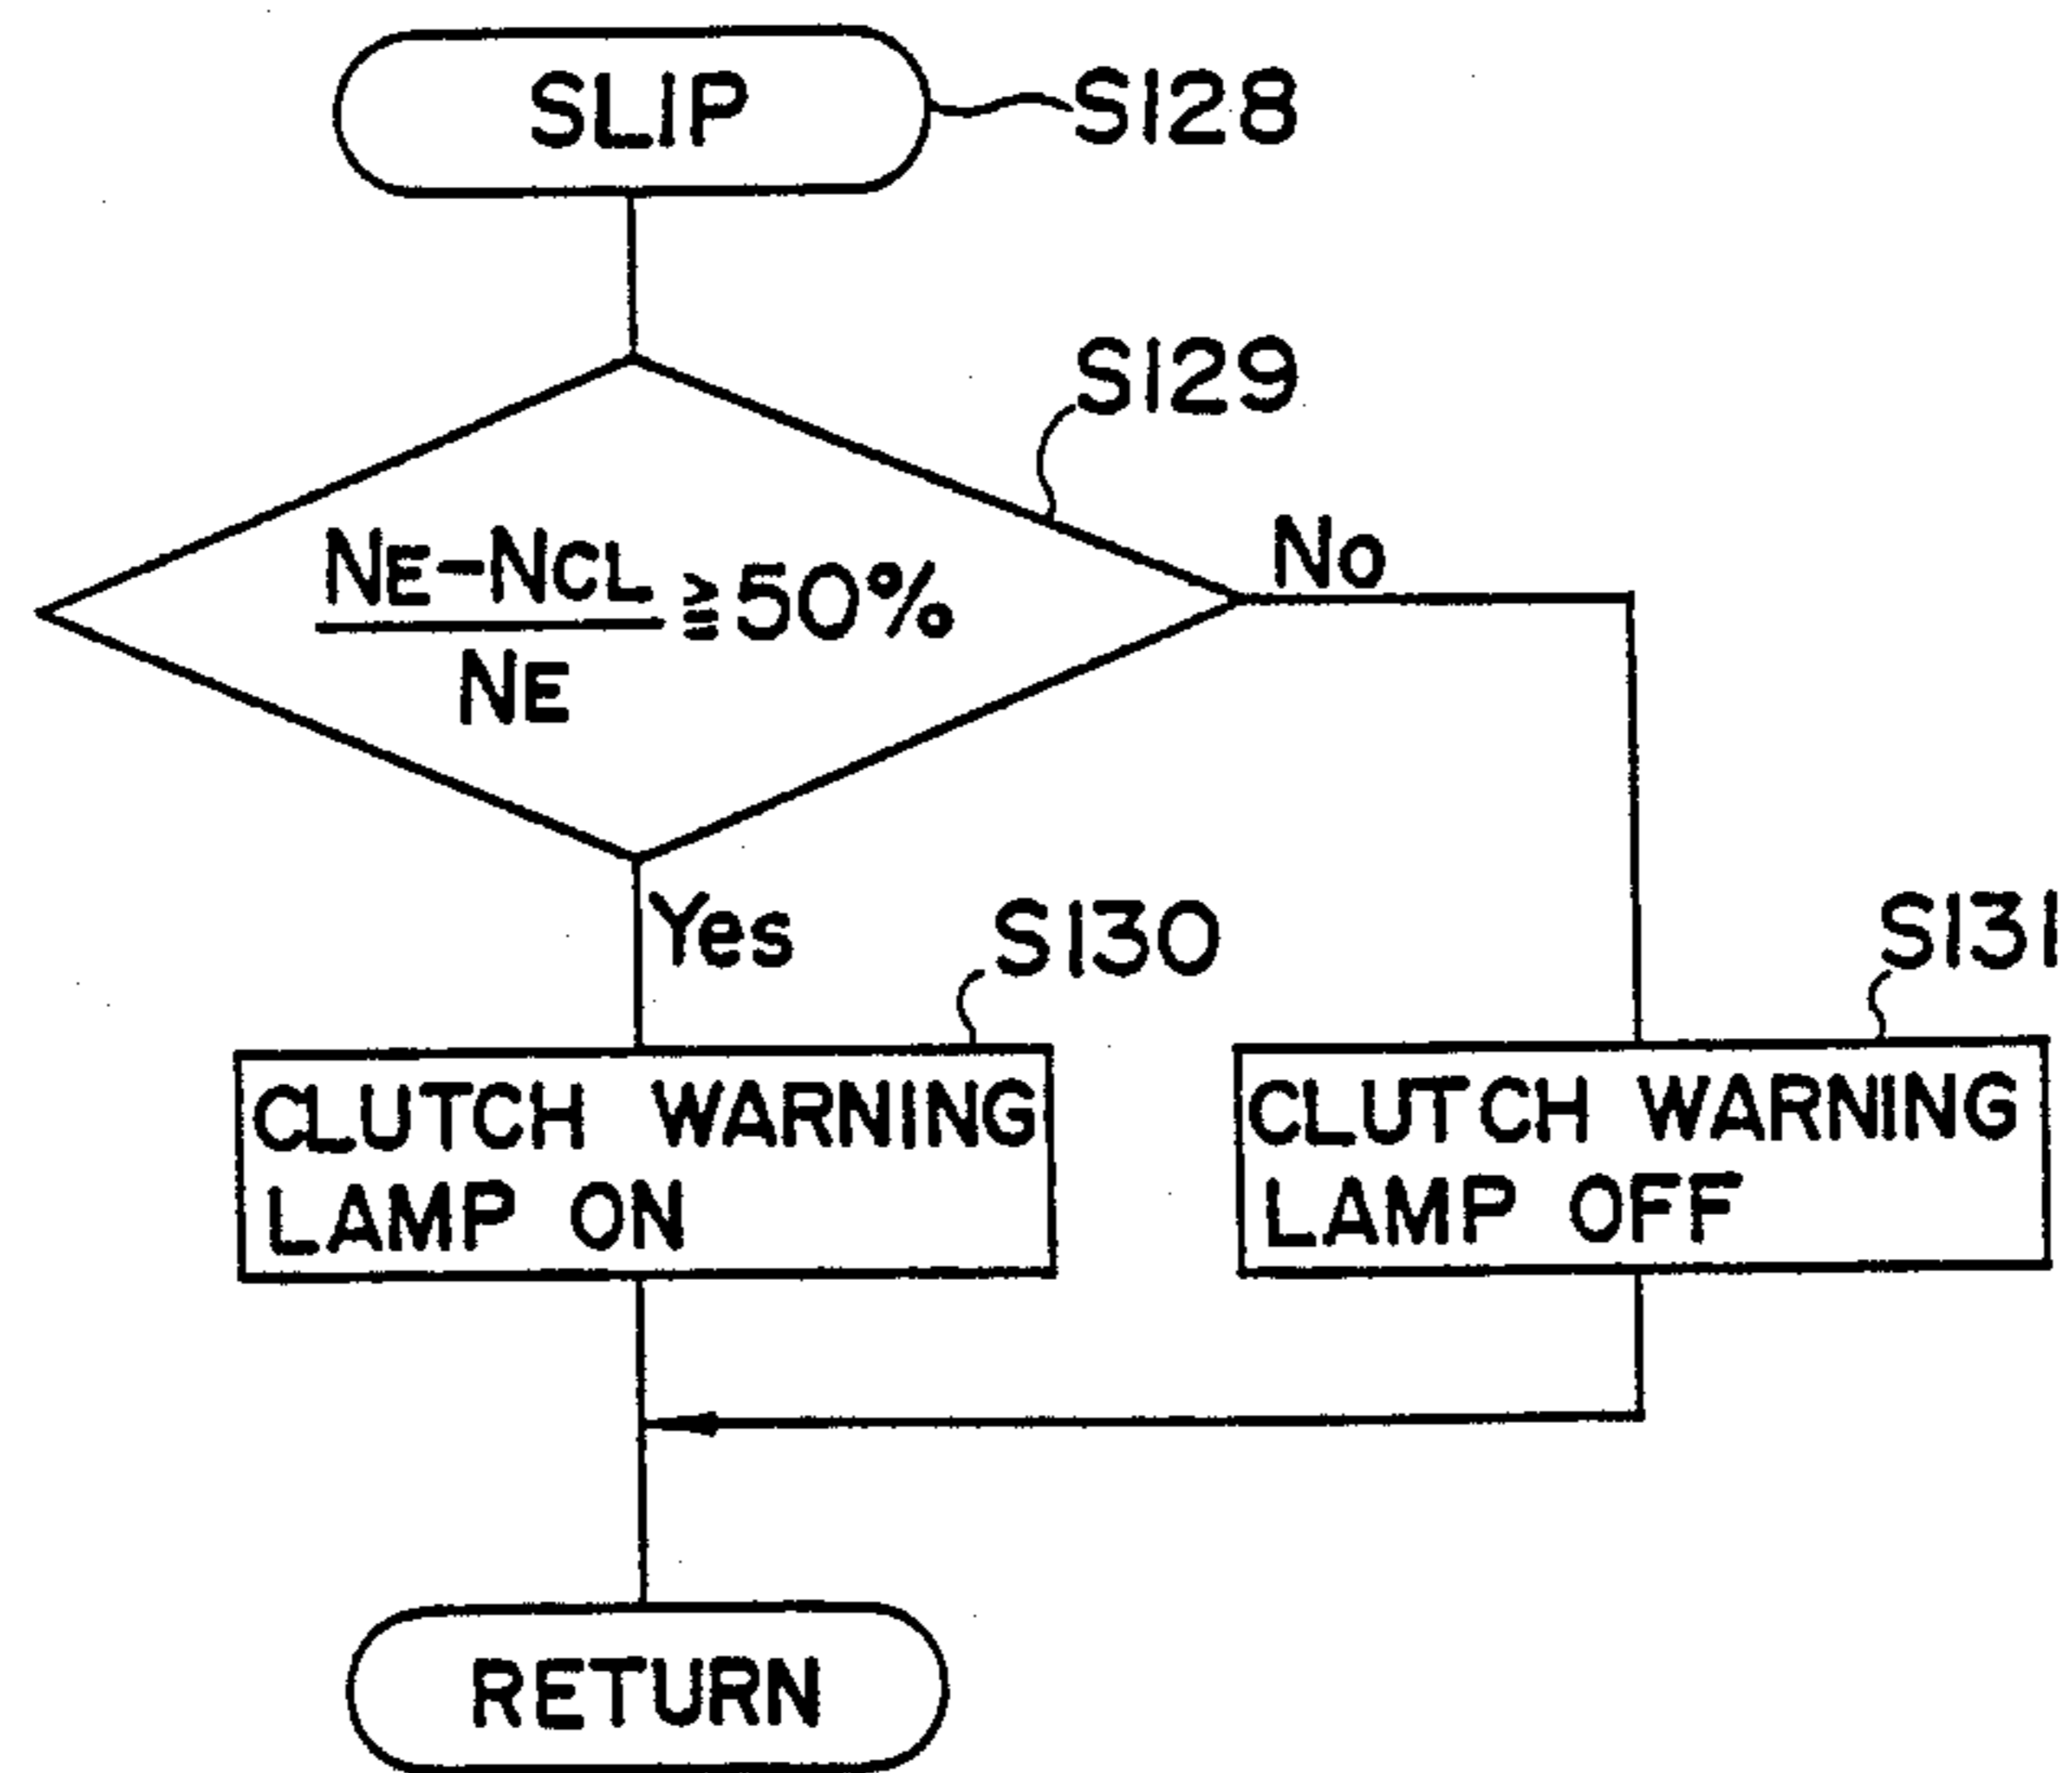 SLIP
S128
S129
NE-NCL
≧50%
NE
No
Yes
S130
S131
CLUTCH WARNING
LAMP ON
CLUTCH WARNING
LAMP OFF
RETURN